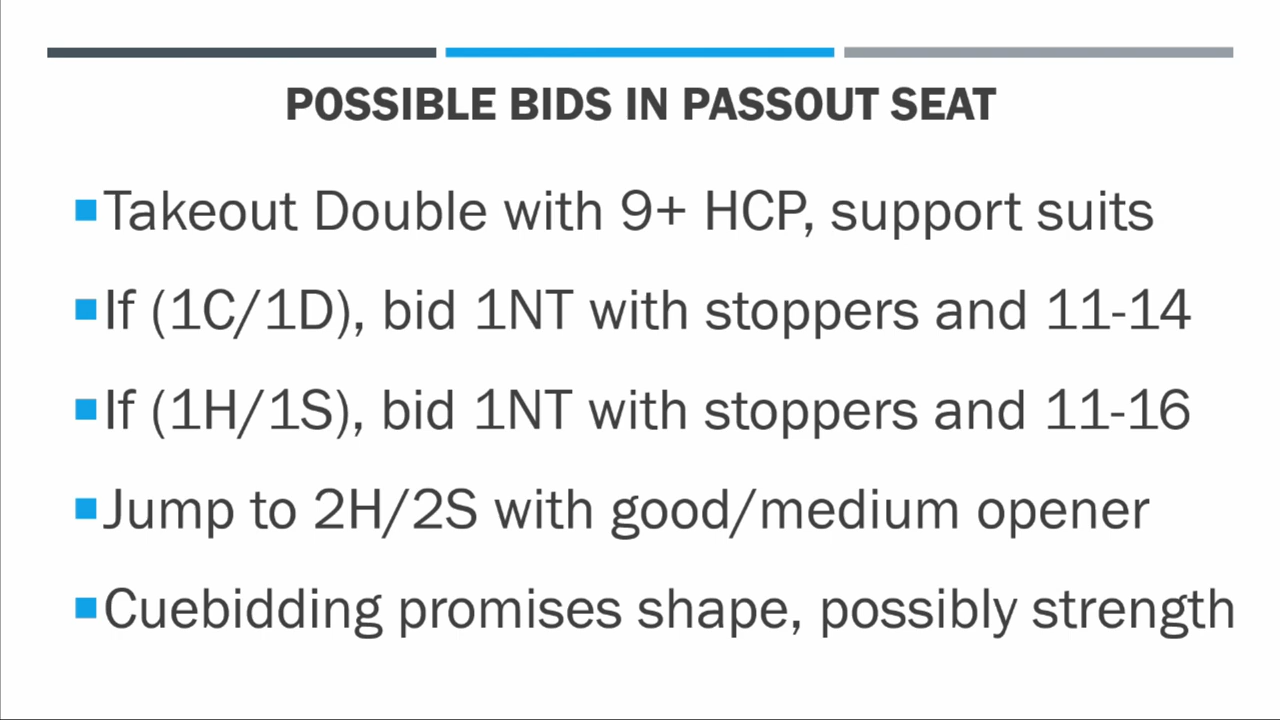 POSSIBLE BIDS IN PASSOUT SEAT
Takeout Double with 9+ HCP, support suits
If (1C/1D), bid 1NT with stoppers and 11-14
If (1H/1S), bid 1NT with stoppers and 11-16
Jump to 2H/2S with good/medium opener
Cuebidding promises shape, possibly strength